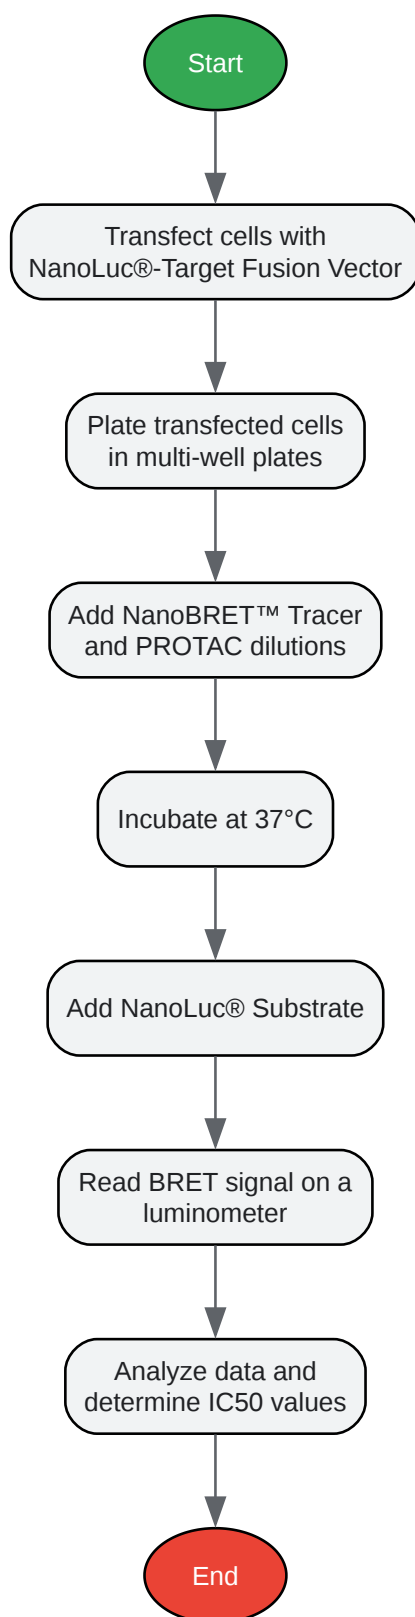 Start
Transfect cells with
NanoLuc®-Target Fusion Vector
Plate transfected cells
in multi-well plates
Add NanoBRET™ Tracer
and PROTAC dilutions
Incubate at 37°C
Add NanoLuc® Substrate
Read BRET signal on a
luminometer
Analyze data and
determine IC50 values
End